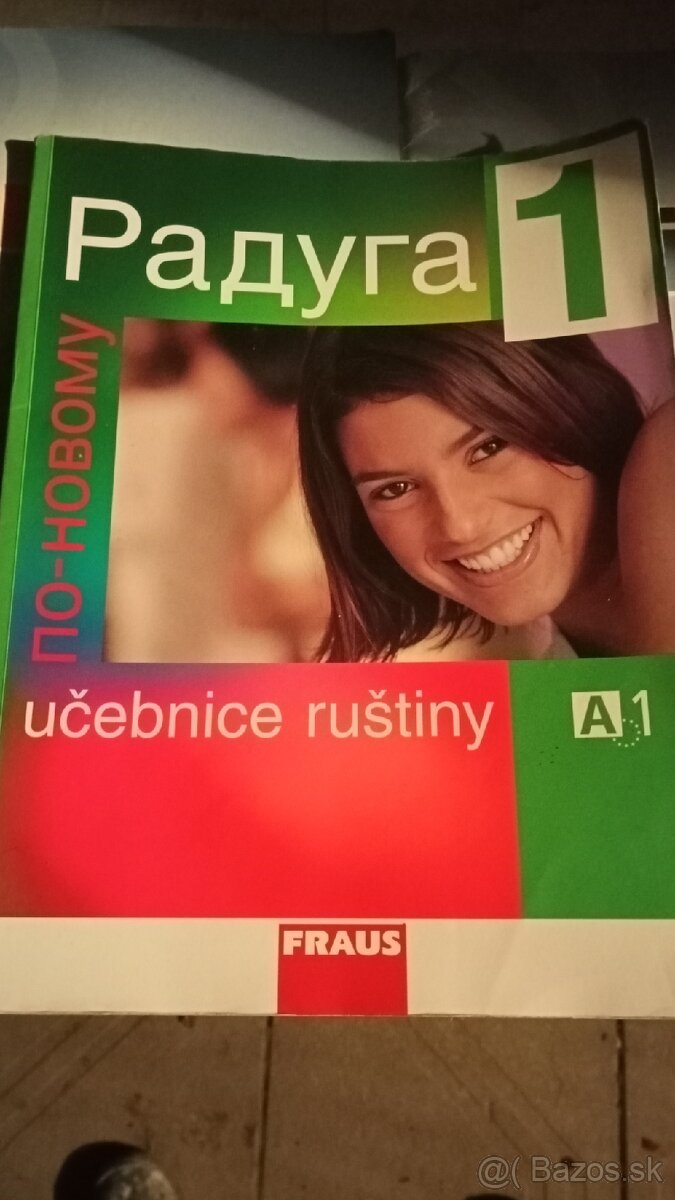 Радуга 1
по-новому
učebnice ruštiny
A1
FRAUS
@( Bazos.sk